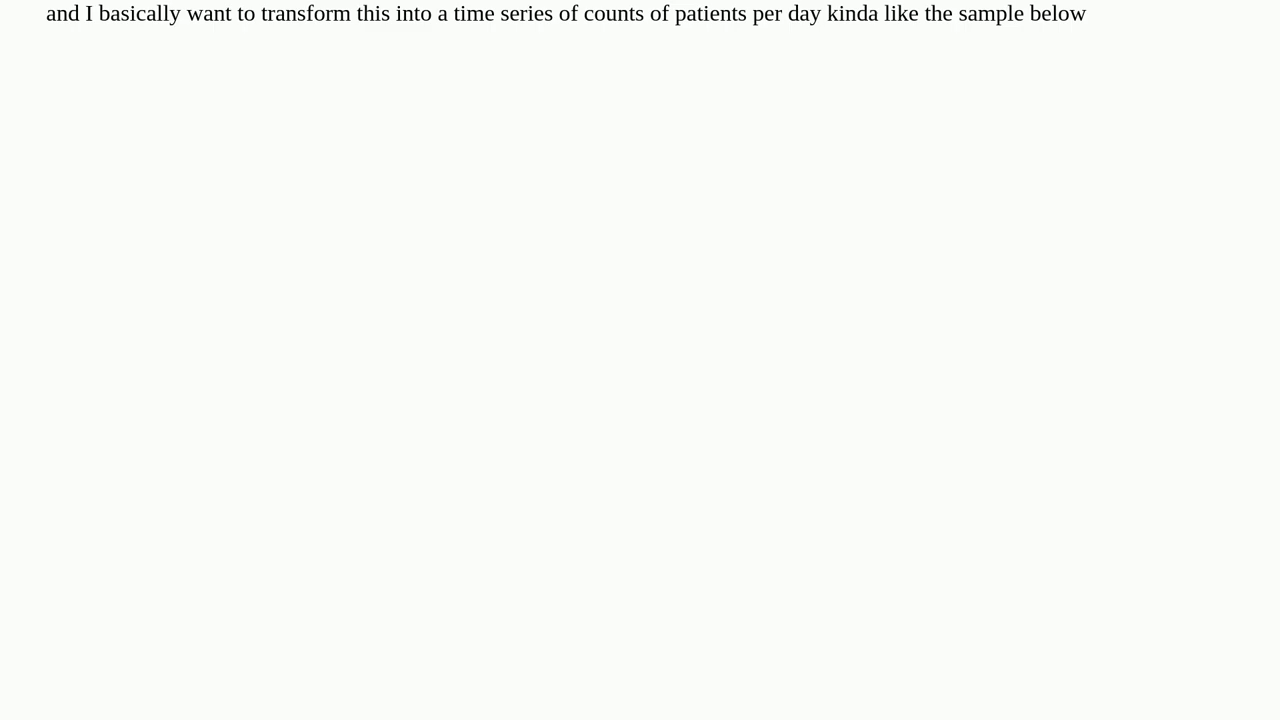 and I basically want to transform this into a time series of counts of patients per day kinda like the sample below